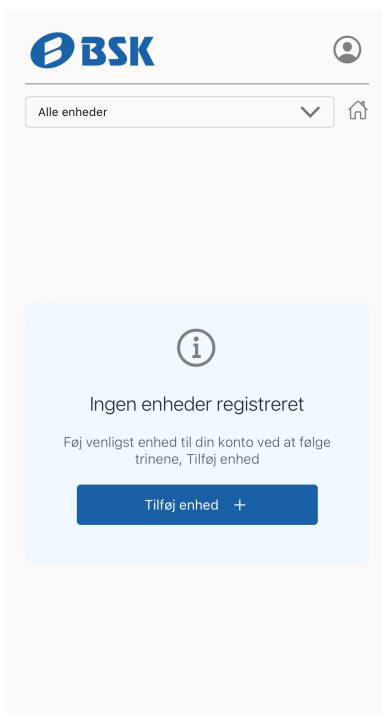 BSK
Alle enheder
Ingen enheder registreret
Føj venligst enhed til din konto ved at følge
trinene, Tilføj enhed
Tilføj enhed +